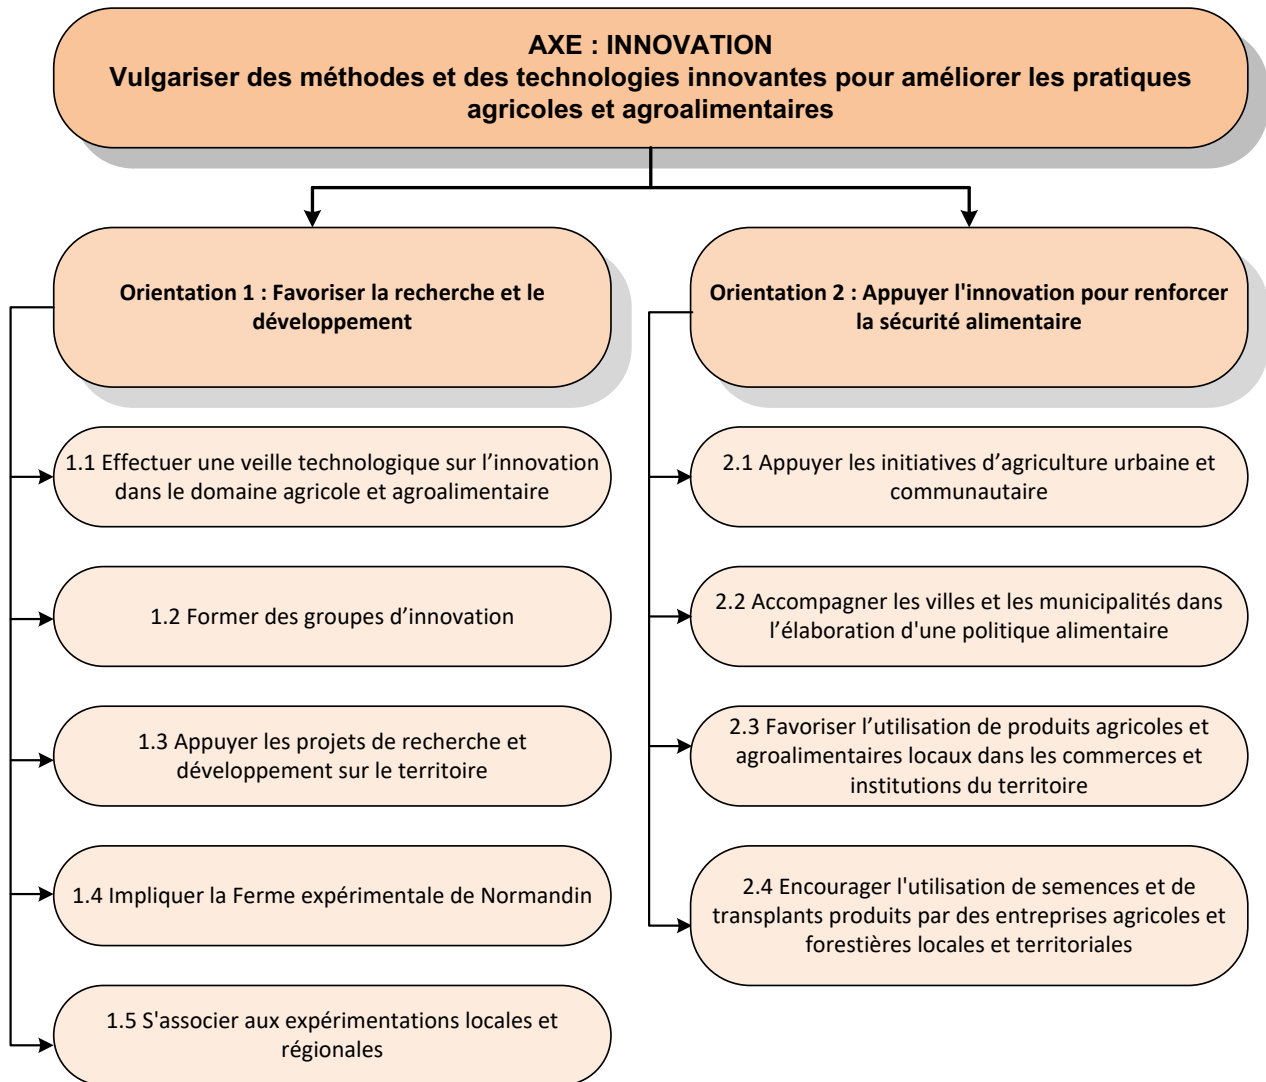 AXE : INNOVATION
Vulgariser des méthodes et des technologies innovantes pour améliorer les pratiques
agricoles et agroalimentaires
Orientation 1 : Favoriser la recherche et le
développement
1.1 Effectuer une veille technologique sur l’innovation
dans le domaine agricole et agroalimentaire
1.2 Former des groupes d’innovation
1.3 Appuyer les projets de recherche et
développement sur le territoire
1.4 Impliquer la Ferme expérimentale de Normandin
1.5 S'associer aux expérimentations locales et
régionales
Orientation 2 : Appuyer l'innovation pour renforcer
la sécurité alimentaire
2.1 Appuyer les initiatives d’agriculture urbaine et
communautaire
2.2 Accompagner les villes et les municipalités dans
l’élaboration d'une politique alimentaire
2.3 Favoriser l’utilisation de produits agricoles et
agroalimentaires locaux dans les commerces et
institutions du territoire
2.4 Encourager l'utilisation de semences et de
transplants produits par des entreprises agricoles et
forestières locales et territoriales